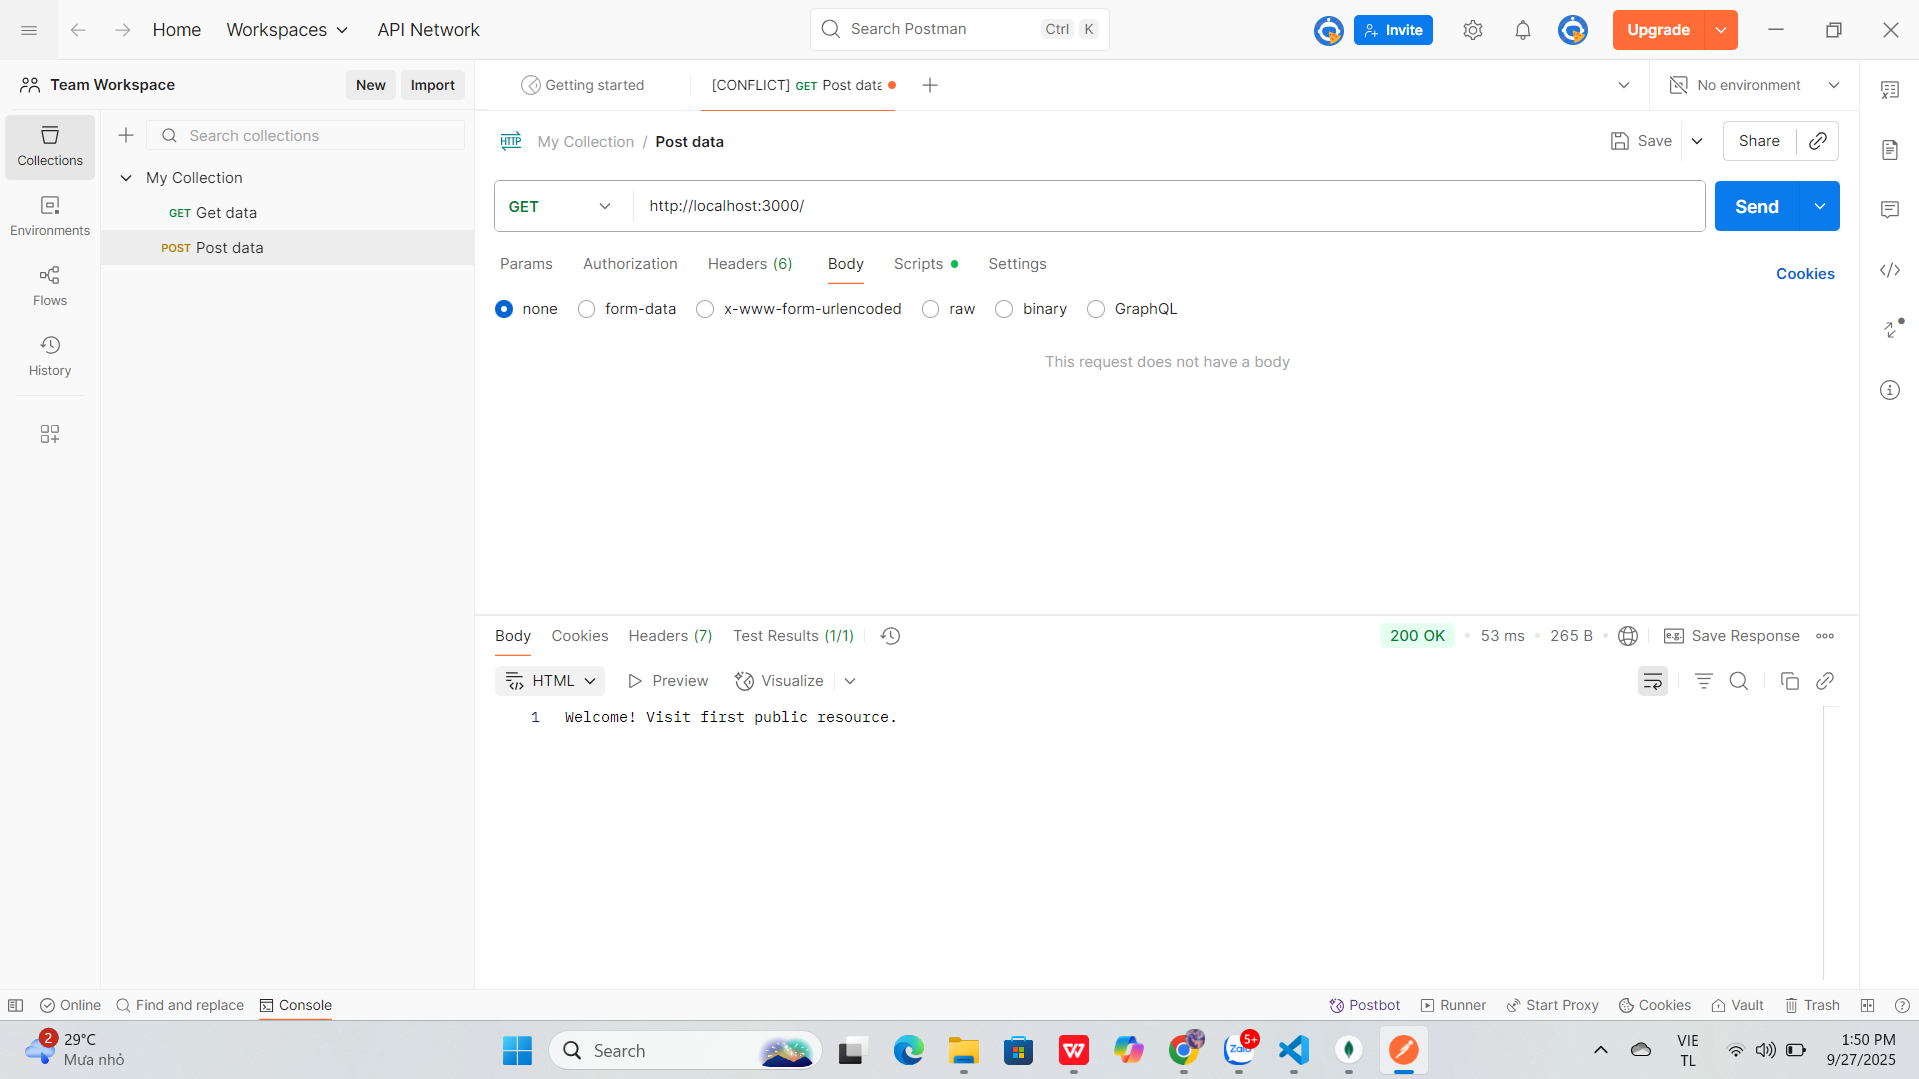 Home
Workspaces
API Network
Search Postman
Ctrl K
Invite
Upgrade
Team Workspace
New
Import
Getting started
[CONFLICT] GET Post data
No environment
Collections
Search collections
My Collection
GET Get data
POST Post data
Environments
Flows
History
HTTP My Collection / Post data
Save
Share
GET
http://localhost:3000/
Send
Params
Authorization
Headers (6)
Body
Scripts
Settings
Cookies
none
form-data
x-www-form-urlencoded
raw
binary
GraphQL
This request does not have a body
Body
Cookies
Headers (7)
Test Results (1/1)
200 OK
53 ms
265 B
e.g. Save Response
HTML
Preview
Visualize
1 Welcome! Visit first public resource.
Online
Find and replace
Console
Postbot
Runner
Start Proxy
Cookies
Vault
Trash
2
29°C
Mưa nhỏ
Search
Zalo
5+
VIE
TL
1:50 PM
9/27/2025